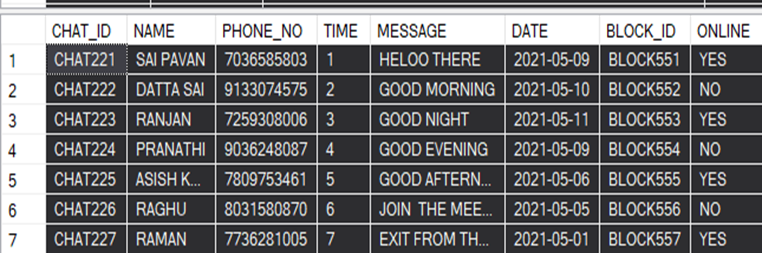 CHAT_ID NAME PHONE_NO TIME MESSAGE DATE BLOCK_ID ONLINE
1 CHAT221 SAI PAVAN 7036585803 1 HELOO THERE 2021-05-09 BLOCK551 YES
2 CHAT222 DATTA SAI 9133074575 2 GOOD MORNING 2021-05-10 BLOCK552 NO
3 CHAT223 RANJAN 7259308006 3 GOOD NIGHT 2021-05-11 BLOCK553 YES
4 CHAT224 PRANATHI 9036248087 4 GOOD EVENING 2021-05-09 BLOCK554 NO
5 CHAT225 ASISH K... 7809753461 5 GOOD AFTERN... 2021-05-06 BLOCK555 YES
6 CHAT226 RAGHU 8031580870 6 JOIN THE MEE... 2021-05-05 BLOCK556 NO
7 CHAT227 RAMAN 7736281005 7 EXIT FROM TH... 2021-05-01 BLOCK557 YES